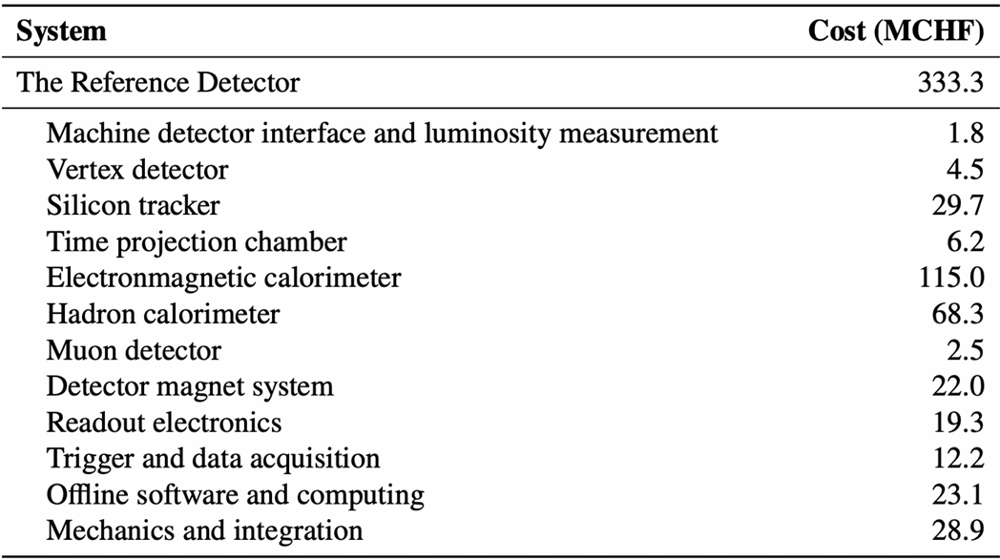 System Cost (MCHF)
The Reference Detector 333.3
Machine detector interface and luminosity measurement 1.8
Vertex detector 4.5
Silicon tracker 29.7
Time projection chamber 6.2
Electronmagnetic calorimeter 115.0
Hadron calorimeter 68.3
Muon detector 2.5
Detector magnet system 22.0
Readout electronics 19.3
Trigger and data acquisition 12.2
Offline software and computing 23.1
Mechanics and integration 28.9